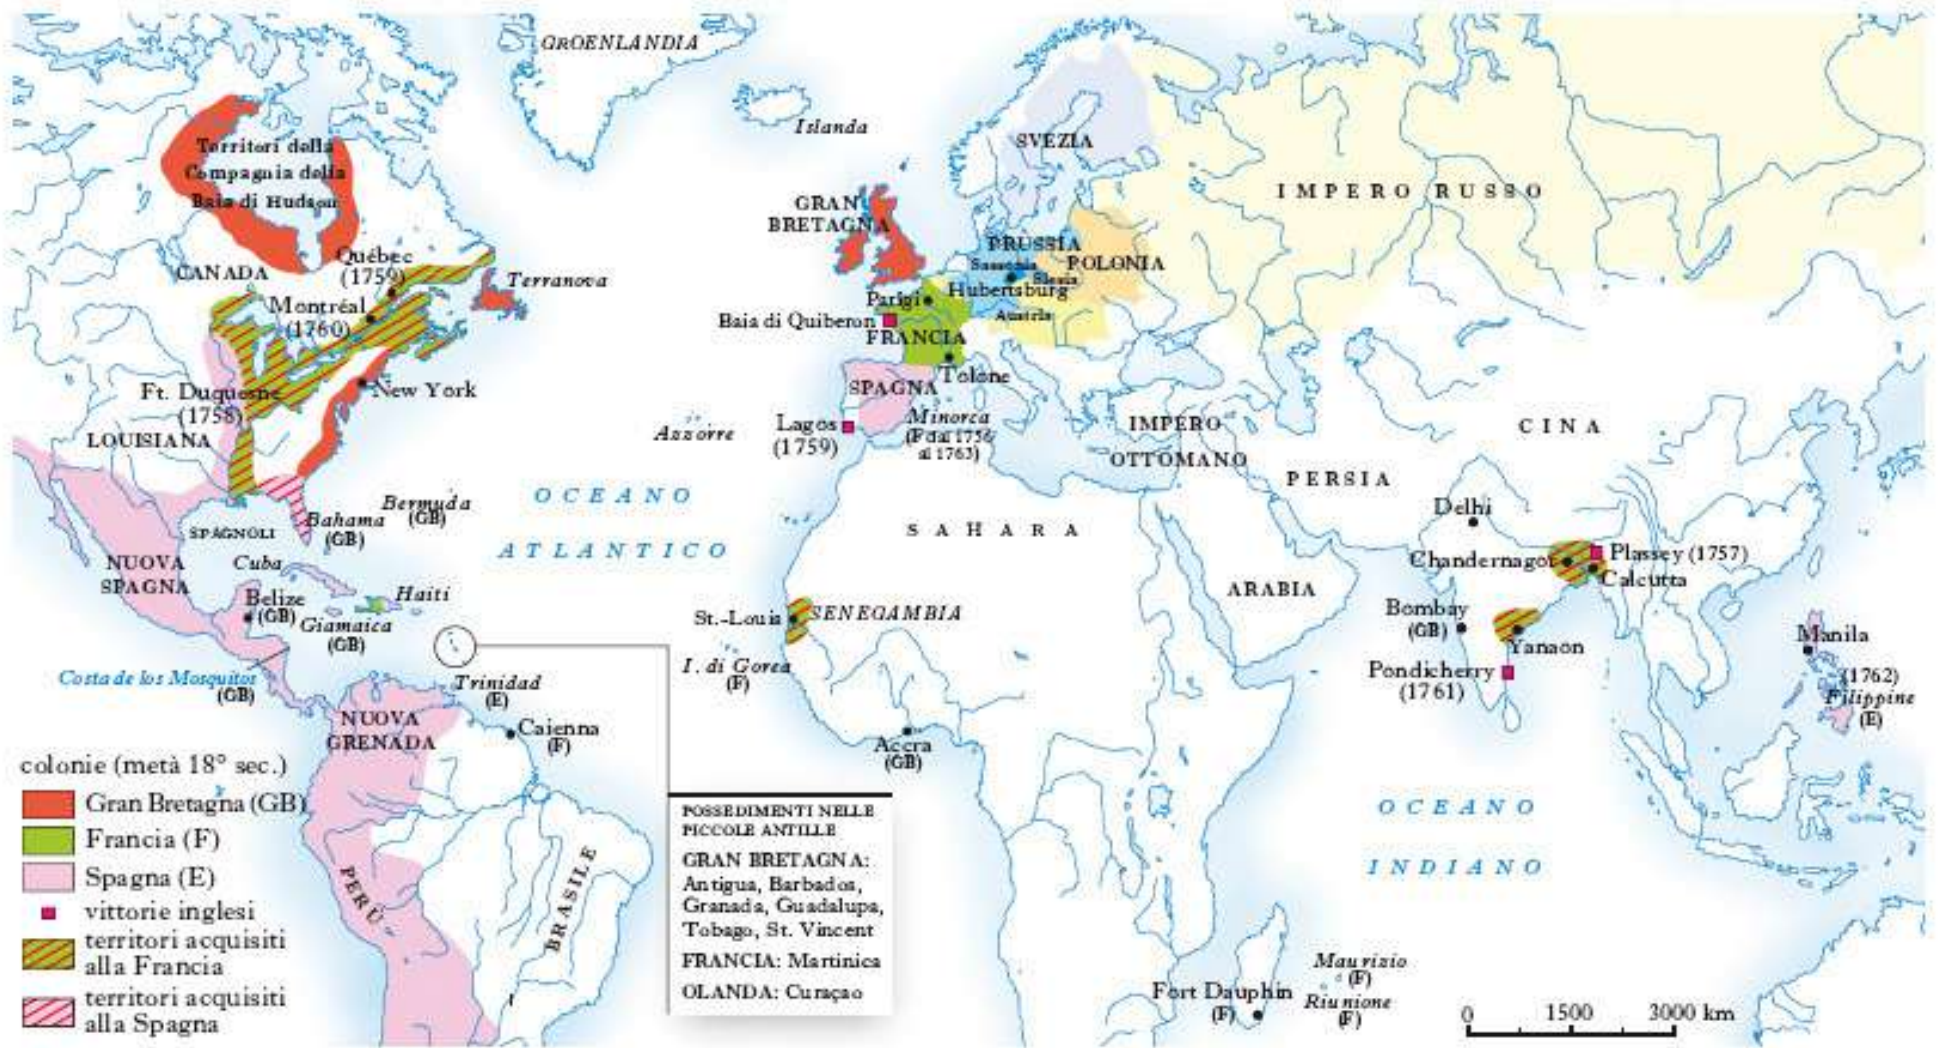 GROENLANDIA
Islanda
SVEZIA
IMPERO RUSSO
Territori della
Compagnia della
Baia di Hudson
GRAN
BRETAGNA
PRUSSIA
Sassonia
Slesia
POLONIA
Hubertsburg
Austria
Québec
(1759)
CANADA
Terranova
Montréal
(1760)
Parigi
Baia di Quiberon
FRANCIA
Tolone
Ft. Duquesne
(1758)
New York
LOUISIANA
SPAGNA
Minorca
(F dal 1756
al 1763)
Azzorre
Lagos
(1759)
IMPERO
OTTOMANO
CINA
PERSIA
OCEANO
ATLANTICO
Bermuda
(GB)
Bahama
(GB)
SPAGNOLI
SAHARA
Delhi
NUOVA
SPAGNA
Cuba
Haiti
Belize
(GB)
Giamaica
(GB)
ARABIA
Chandernagor
Plassey (1757)
Calcutta
Bombay
(GB)
Yanaon
Pondicherry
(1761)
Manila
(1762)
Filippine
(E)
St.-Louis
SENEGAMBIA
I. di Gorea
(F)
Costa de los Mosquitos
(GB)
Trinidad
(E)
NUOVA
GRENADA
Caienna
(F)
Accra
(GB)
PERÙ
BRASILE
OCEANO
INDIANO
Maurizio
(F)
Riunione
(F)
Fort Dauphin
(F)
colonie (metà 18° sec.)
Gran Bretagna (GB)
Francia (F)
Spagna (E)
vittorie inglesi
territori acquisiti
alla Francia
territori acquisiti
alla Spagna
POSSEDIMENTI NELLE
PICCOLE ANTILLE
GRAN BRETAGNA:
Antigua, Barbados,
Granada, Guadalupa,
Tobago, St. Vincent
FRANCIA: Martinica
OLANDA: Curaçao
0 1500 3000 km